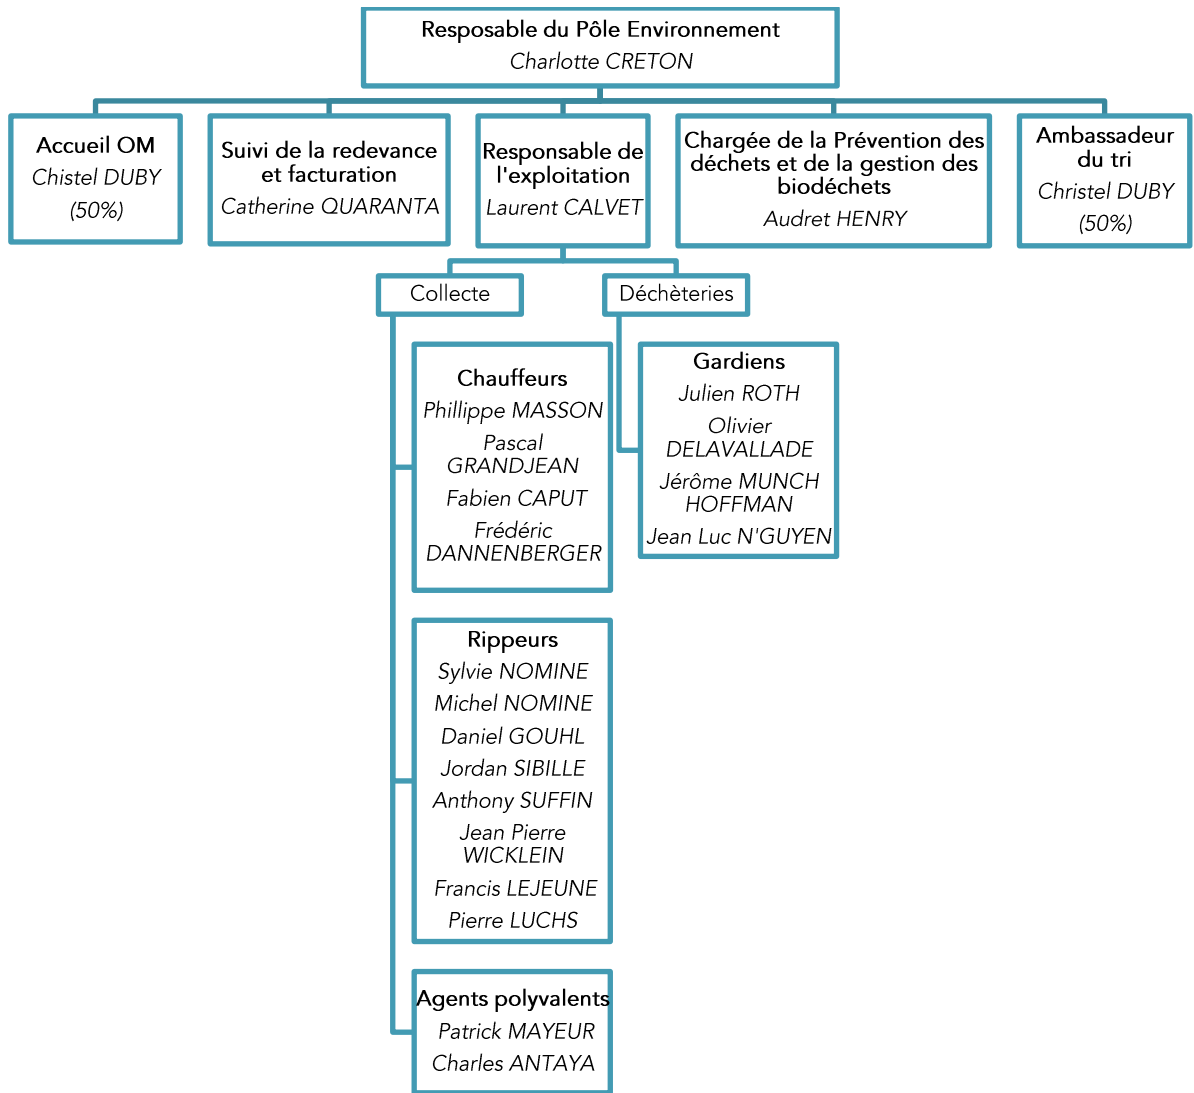 Resposable du Pôle Environnement
Charlotte CRETON
Accueil OM
Chistel DUBY
(50%)
Suivi de la redevance
et facturation
Catherine QUARANTA
Responsable de
l'exploitation
Laurent CALVET
Chargée de la Prévention des
déchets et de la gestion des
biodéchets
Audret HENRY
Ambassadeur
du tri
Christel DUBY
(50%)
Collecte
Déchèteries
Chauffeurs
Phillippe MASSON
Pascal
GRANDJEAN
Fabien CAPUT
Frédéric
DANNENBERGER
Gardiens
Julien ROTH
Olivier
DELAVALLADE
Jérôme MUNCH
HOFFMAN
Jean Luc N'GUYEN
Rippeurs
Sylvie NOMINE
Michel NOMINE
Daniel GOUHL
Jordan SIBILLE
Anthony SUFFIN
Jean Pierre
WICKLEIN
Francis LEJEUNE
Pierre LUCHS
Agents polyvalents
Patrick MAYEUR
Charles ANTAYA